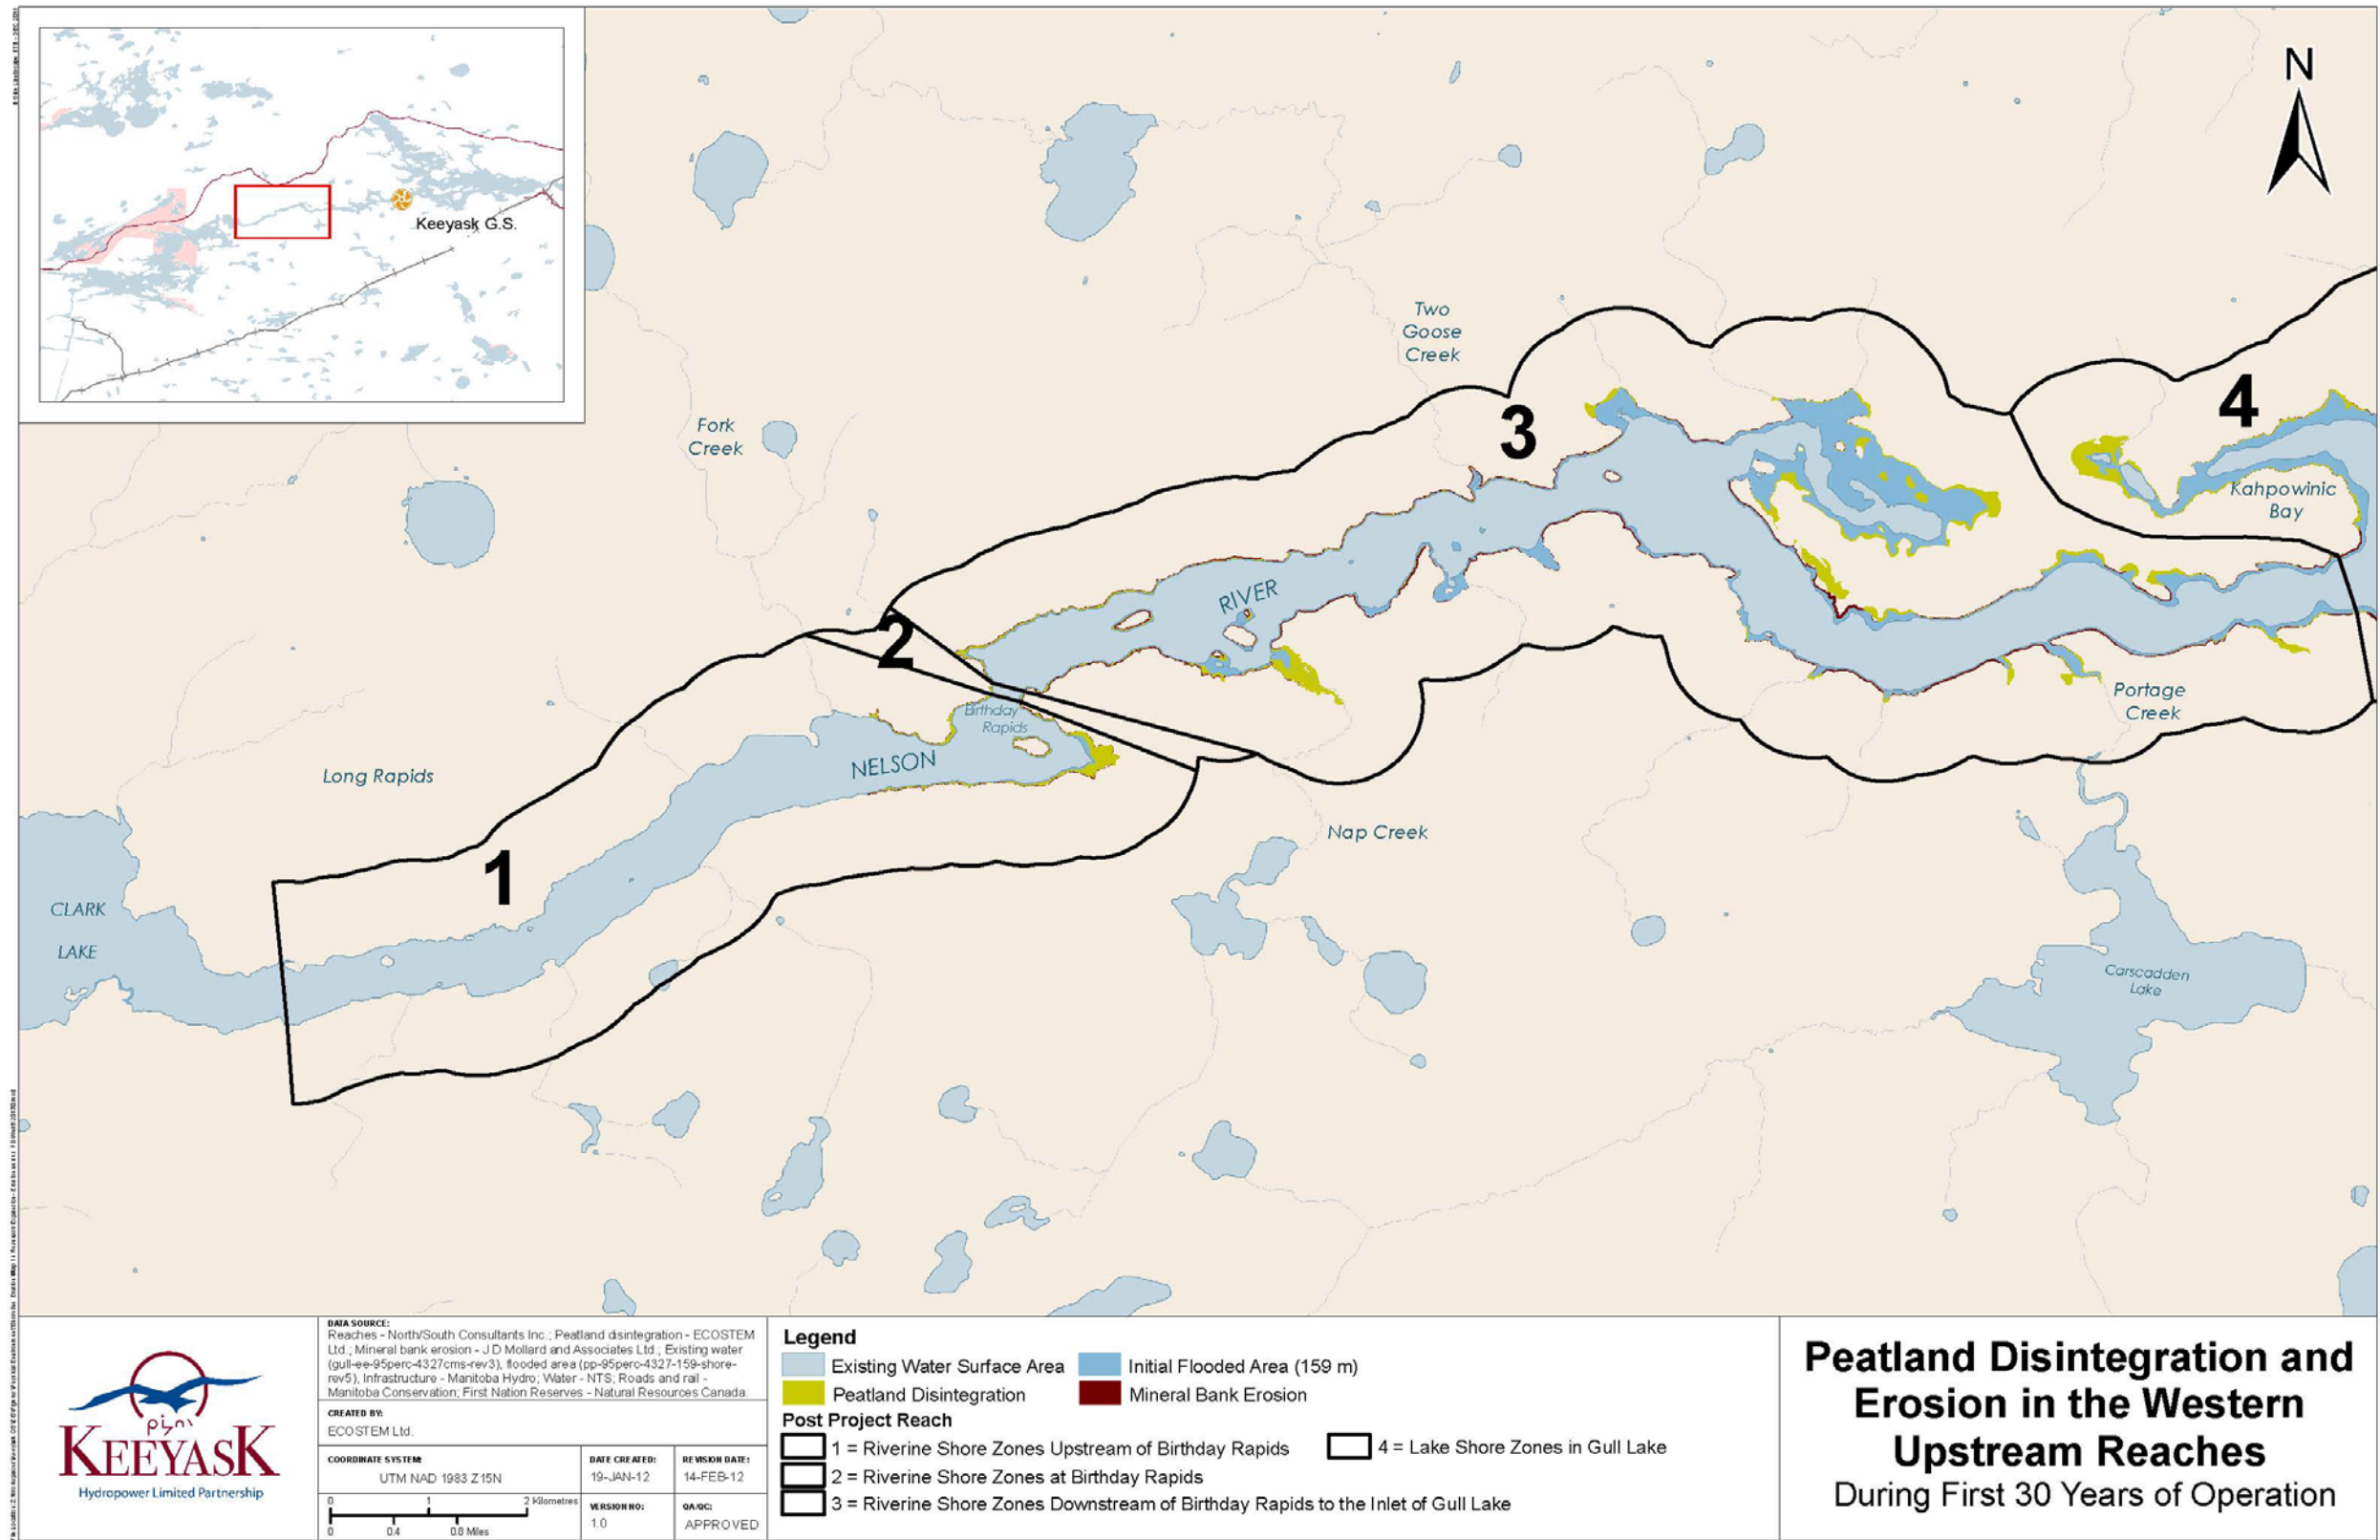 N
Keeyask G.S.
Two
Goose
Creek
Fork
Creek
3
4
Kahpowinic
Bay
2
RIVER
Birthday
Rapids
Portage
Creek
NELSON
Long Rapids
Nap Creek
1
CLARK
LAKE
Carscadden
Lake
KEEYASK
Hydropower Limited Partnership
DATA SOURCE:
Reaches - North/South Consultants Inc.; Peatland disintegration - ECOSTEM
Ltd.; Mineral bank erosion - J D Mollard and Associates Ltd.; Existing water
(gull-ee-95perc-4327cms-rev3), flooded area (pp-95perc-4327-159-shore-
rev5), Infrastructure - Manitoba Hydro; Water - NTS; Roads and rail -
Manitoba Conservation; First Nation Reserves - Natural Resources Canada.
CREATED BY:
ECOSTEM Ltd.
COORDINATE SYSTEM:
UTM NAD 1983 Z 15N
DATE CREATED:
19-JAN-12
REVISION DATE:
14-FEB-12
0 1 2 Kilometres
0 0.4 0.8 Miles
VERSION NO:
1.0
QA/QC:
APPROVED
Legend
Existing Water Surface Area
Initial Flooded Area (159 m)
Peatland Disintegration
Mineral Bank Erosion
Post Project Reach
1 = Riverine Shore Zones Upstream of Birthday Rapids
4 = Lake Shore Zones in Gull Lake
2 = Riverine Shore Zones at Birthday Rapids
3 = Riverine Shore Zones Downstream of Birthday Rapids to the Inlet of Gull Lake
Peatland Disintegration and
Erosion in the Western
Upstream Reaches
During First 30 Years of Operation